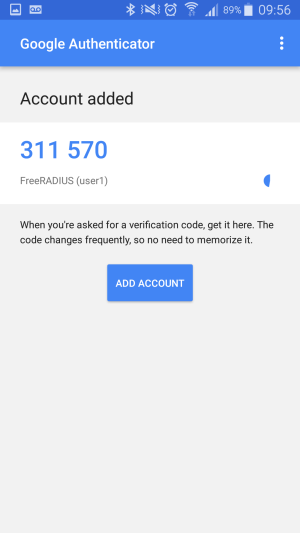 89% 09:56
Google Authenticator
Account added
311 570
FreeRADIUS (user1)
When you're asked for a verification code, get it here. The
code changes frequently, so no need to memorize it.
ADD ACCOUNT